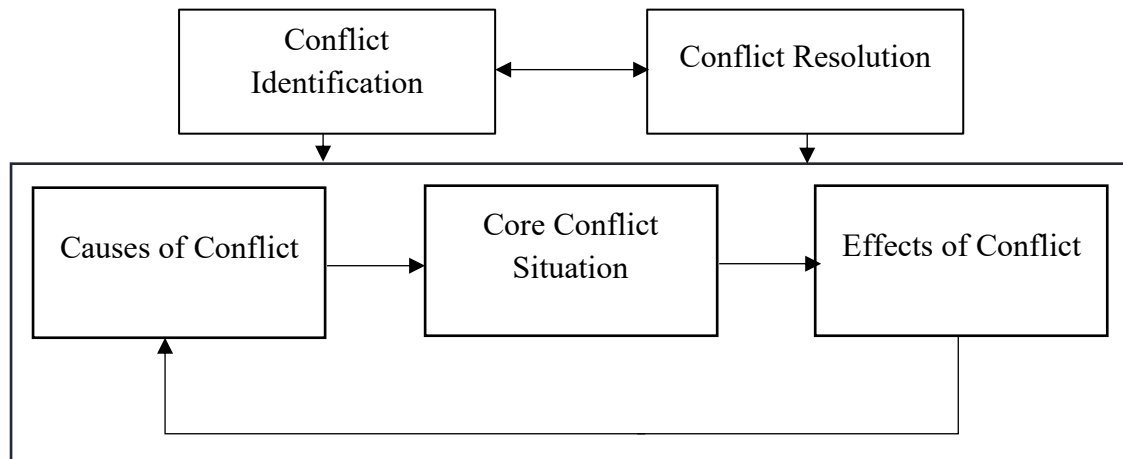 Conflict
Identification
Conflict Resolution
Causes of Conflict
Core Conflict
Situation
Effects of Conflict